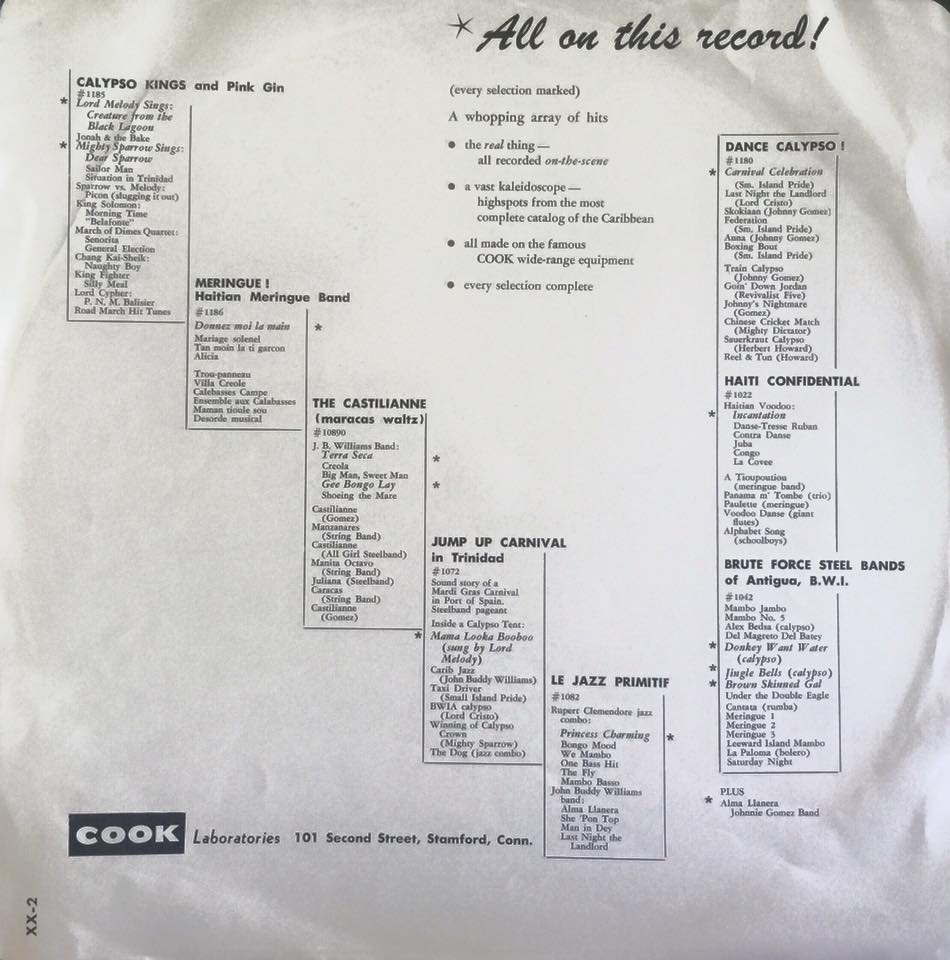 * All on this record!
CALYPSO KINGS and Pink Gin
#1185
* Lord Melody Sings:
Creature from the
Black Lagoon
Jonah & the Bake
* Mighty Sparrow Sings:
Dear Sparrow
Sailor Man
Situation in Trinidad
Sparrow vs. Melody:
Picon (slugging it out)
King Solomon:
Morning Time
"Belafonte"
March of Dimes Quartet:
Senorita
General Election
Chang Kai-Sheik:
Naughty Boy
King Fighter
Silly Meal
Lord Cypher:
P. N. M. Balisier
Road March Hit Tunes
MERINGUE!
Haitian Meringue Band
#1186
Donnez moi la main *
Mariage solenel
Tan moin la ti garcon
Alicia
Trou-panneau
Villa Creole
Calebasses Campe
Ensemble aux Calabasses
Maman tioule sou
Desorde musical
THE CASTILIANNE
(maracas waltz)
#10890
J. B. Williams Band:
Terra Seca *
Creola
Big Man, Sweet Man
Gee Bongo Lay *
Shoeing the Mare
Castilianne
(Gomez)
Manzanares
(String Band)
Castilianne
(All Girl Steelband)
Manita Octavo
(String Band)
Juliana (Steelband)
Caracas
(String Band)
Castilianne
(Gomez)
JUMP UP CARNIVAL
in Trinidad
#1072
Sound story of a
Mardi Gras Carnival
in Port of Spain.
Steelband pageant
Inside a Calypso Tent:
* Mama Looka Booboo
(sung by Lord
Melody)
Carib Jazz
(John Buddy Williams)
Taxi Driver
(Small Island Pride)
BWIA calypso
(Lord Cristo)
Winning of Calypso
Crown
(Mighty Sparrow)
The Dog (jazz combo)
LE JAZZ PRIMITIF
#1082
Rupert Clemendore jazz
combo:
Princess Charming *
Bongo Mood
We Mambo
One Bass Hit
The Fly
Mambo Basso
John Buddy Williams
band:
Alma Llanera
She 'Pon Top
Man in Dey
Last Night the
Landlord
(every selection marked)
A whopping array of hits
• the real thing —
all recorded on-the-scene
• a vast kaleidoscope —
highspots from the most
complete catalog of the Caribbean
• all made on the famous
COOK wide-range equipment
• every selection complete
DANCE CALYPSO!
#1180
* Carnival Celebration
(Sm. Island Pride)
Last Night the Landlord
(Lord Cristo)
Skokiaan (Johnny Gomez)
Federation
(Sm. Island Pride)
Anna (Johnny Gomez)
Boxing Bout
(Sm. Island Pride)
Train Calypso
(Johnny Gomez)
Goin' Down Jordan
(Revivalist Five)
Johnny's Nightmare
(Gomez)
Chinese Cricket Match
(Mighty Dictator)
Sauerkraut Calypso
(Herbert Howard)
Reel & Tun (Howard)
HAITI CONFIDENTIAL
#1022
Haitian Voodoo:
* Incantation
Danse-Tresse Ruban
Contra Danse
Juba
Congo
La Covee
A Tioupoutiou
(meringue band)
Panama m' Tombe (trio)
Paulette (meringue)
Voodoo Danse (giant
flutes)
Alphabet Song
(schoolboys)
BRUTE FORCE STEEL BANDS
of Antigua, B.W.I.
#1042
Mambo Jambo
Mambo No. 5
Alex Bedsa (calypso)
Del Magreto Del Batey
* Donkey Want Water
(calypso)
* Jingle Bells (calypso)
* Brown Skinned Gal
Under the Double Eagle
Cantata (rumba)
Meringue 1
Meringue 2
Meringue 3
Leeward Island Mambo
La Paloma (bolero)
Saturday Night
PLUS
* Alma Llanera
Johnnie Gomez Band
COOK Laboratories 101 Second Street, Stamford, Conn.
XX-2